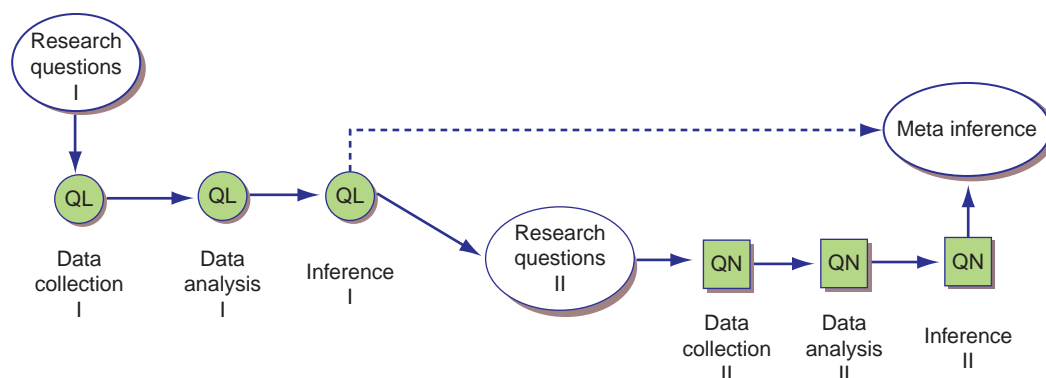 Research
questions
I
Meta inference
QL
QL
QL
Data
collection
I
Data
analysis
I
Inference
I
Research
questions
II
QN
QN
QN
Data
collection
II
Data
analysis
II
Inference
II